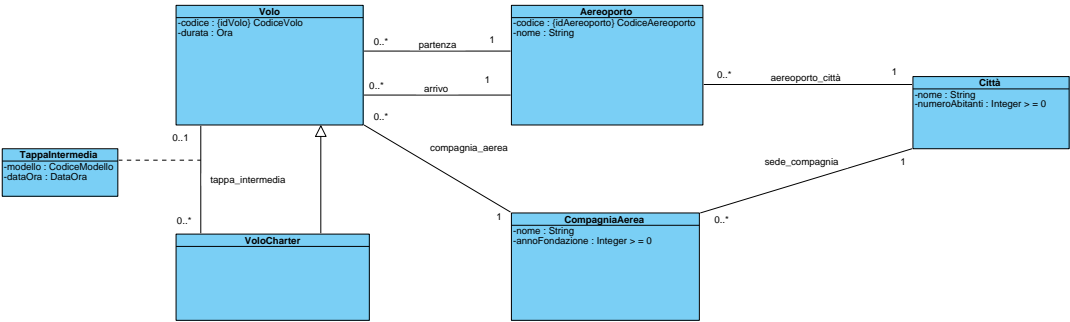 Volo
-codice : {idVolo} CodiceVolo
-durata : Ora
0..*
partenza
1
0..*
arrivo
1
0..*
Aereoporto
-codice : {idAereoporto} CodiceAereoporto
-nome : String
0..*
aereoporto_città
1
Città
-nome : String
-numeroAbitanti : Integer > = 0
1
sede_compagnia
0..*
compagnia_aerea
1
0..1
TappaIntermedia
-modello : CodiceModello
-dataOra : DataOra
tappa_intermedia
0..*
VoloCharter
CompagniaAerea
-nome : String
-annoFondazione : Integer > = 0